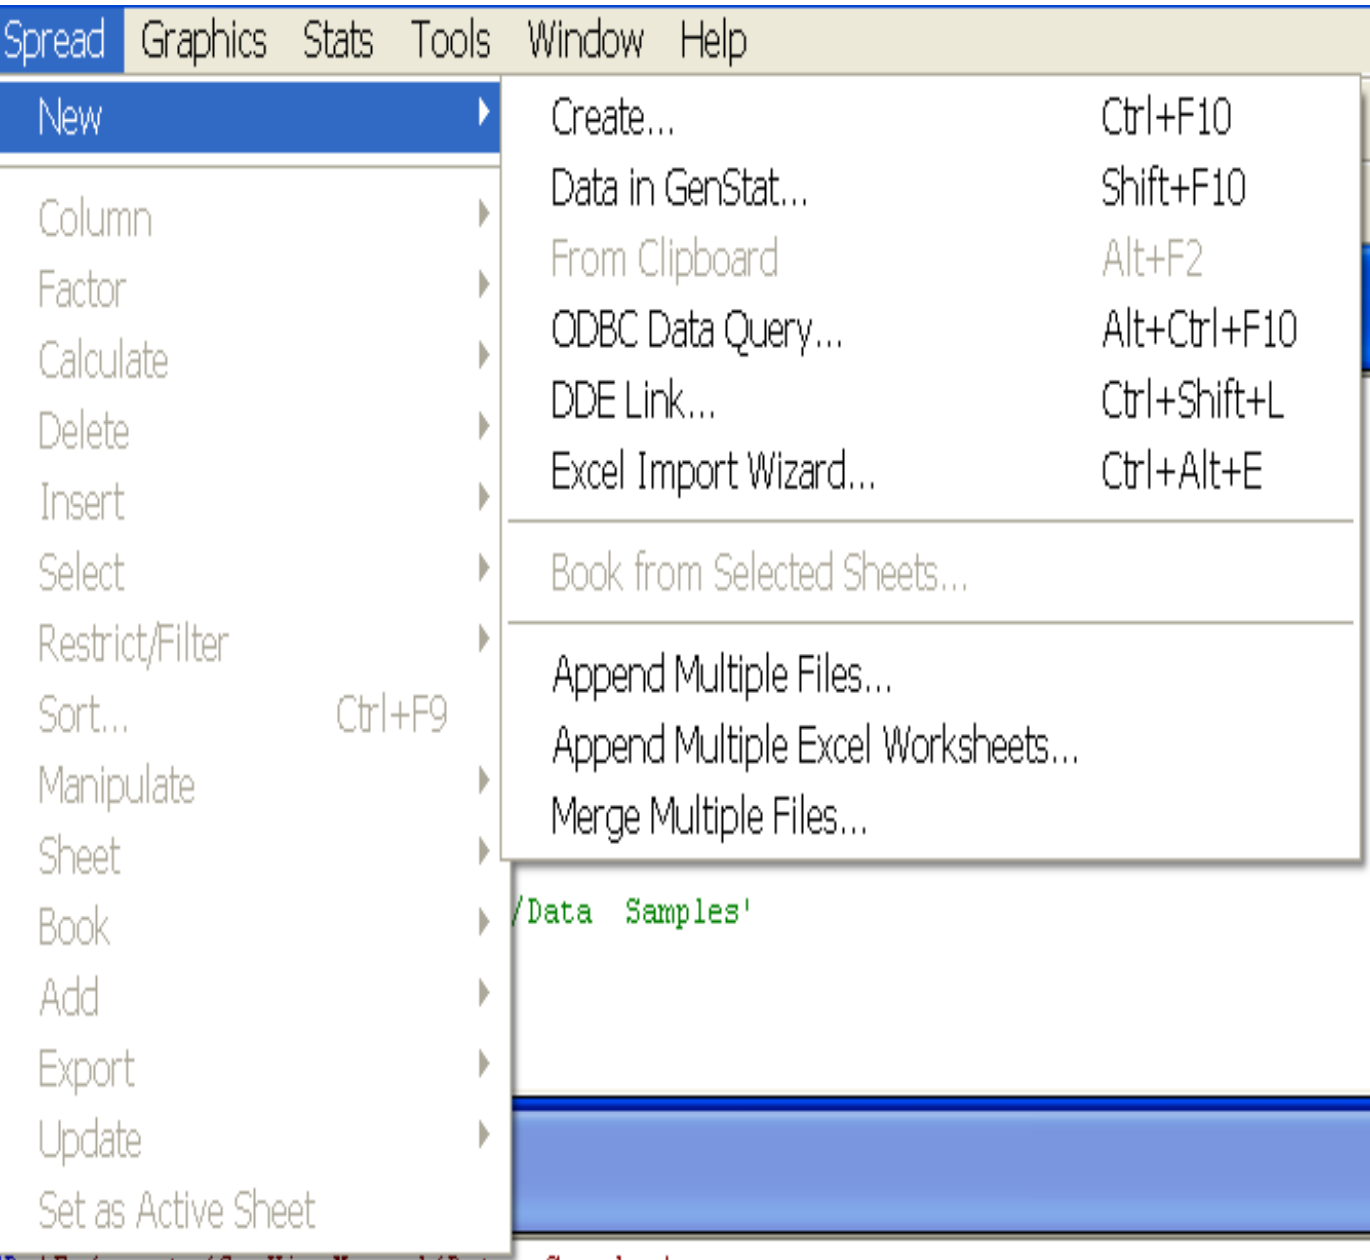 Spread Graphics Stats Tools Window Help
New
Column
Factor
Calculate
Delete
Insert
Select
Restrict/Filter
Sort... Ctrl+F9
Manipulate
Sheet
Book
Add
Export
Update
Set as Active Sheet
Create... Ctrl+F10
Data in GenStat... Shift+F10
From Clipboard Alt+F2
ODBC Data Query... Alt+Ctrl+F10
DDE Link... Ctrl+Shift+L
Excel Import Wizard... Ctrl+Alt+E
Book from Selected Sheets...
Append Multiple Files...
Append Multiple Excel Worksheets...
Merge Multiple Files...
/Data Samples'